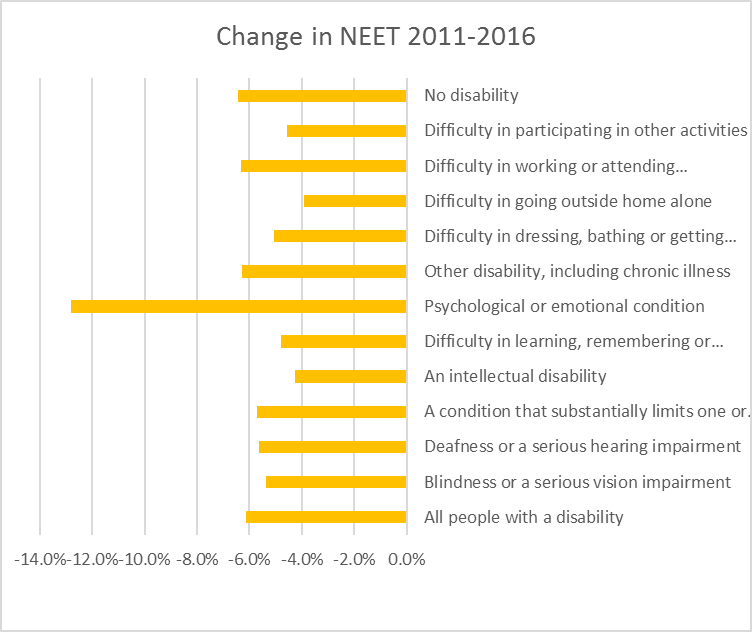 Change in NEET 2011-2016
No disability
Difficulty in participating in other activities
Difficulty in working or attending...
Difficulty in going outside home alone
Difficulty in dressing, bathing or getting...
Other disability, including chronic illness
Psychological or emotional condition
Difficulty in learning, remembering or...
An intellectual disability
A condition that substantially limits one or.
Deafness or a serious hearing impairment
Blindness or a serious vision impairment
All people with a disability
-14.0% -12.0% -10.0% -8.0% -6.0% -4.0% -2.0% 0.0%